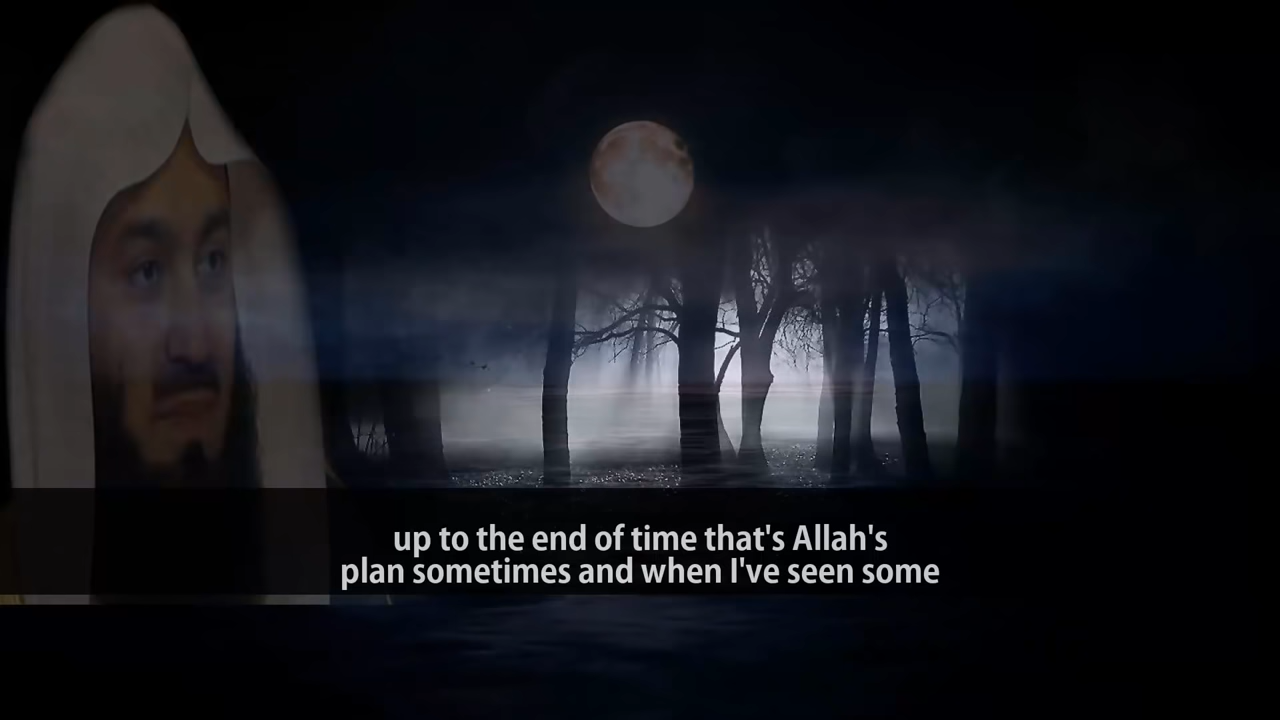 up to the end of time that's Allah's
plan sometimes and when I've seen some